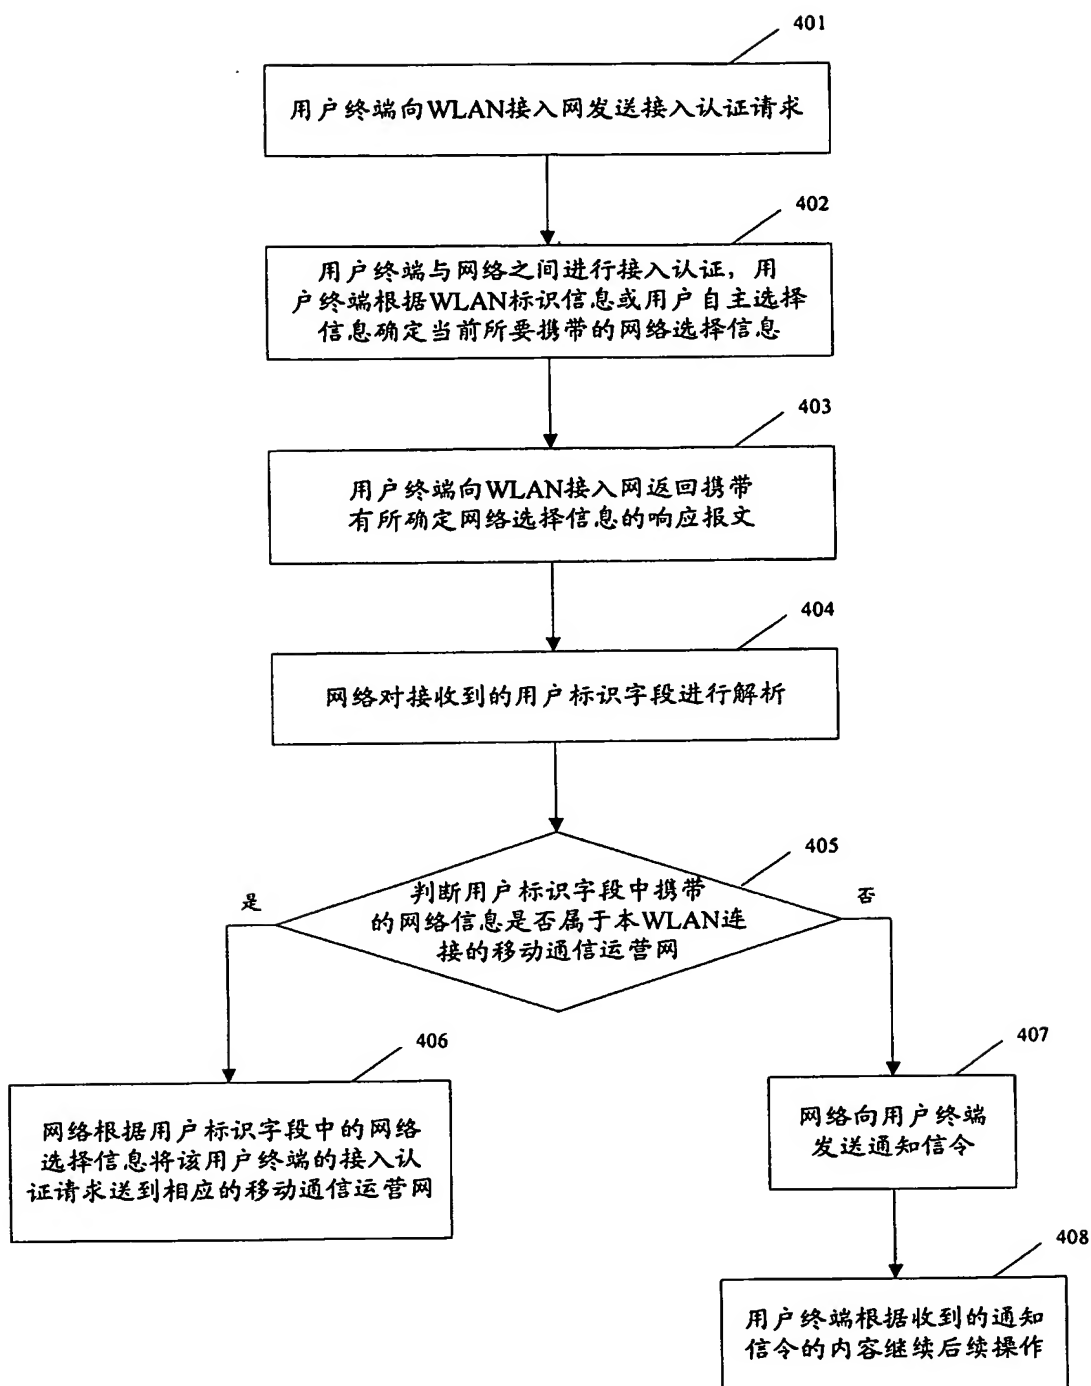 401
用户终端向WLAN接入网发送接入认证请求
402
用户终端与网络之间进行接入认证，用
户终端根据WLAN标识信息或用户自主选择
信息确定当前所要携带的网络选择信息
403
用户终端向WLAN接入网返回携带
有所确定网络选择信息的响应报文
404
网络对接收到的用户标识字段进行解析
405
判断用户标识字段中携带
的网络信息是否属于本WLAN连
接的移动通信运营网
是
否
406
网络根据用户标识字段中的网络
选择信息将该用户终端的接入认
证请求送到相应的移动通信运营网
407
网络向用户终端
发送通知信令
408
用户终端根据收到的通知
信令的内容继续后续操作